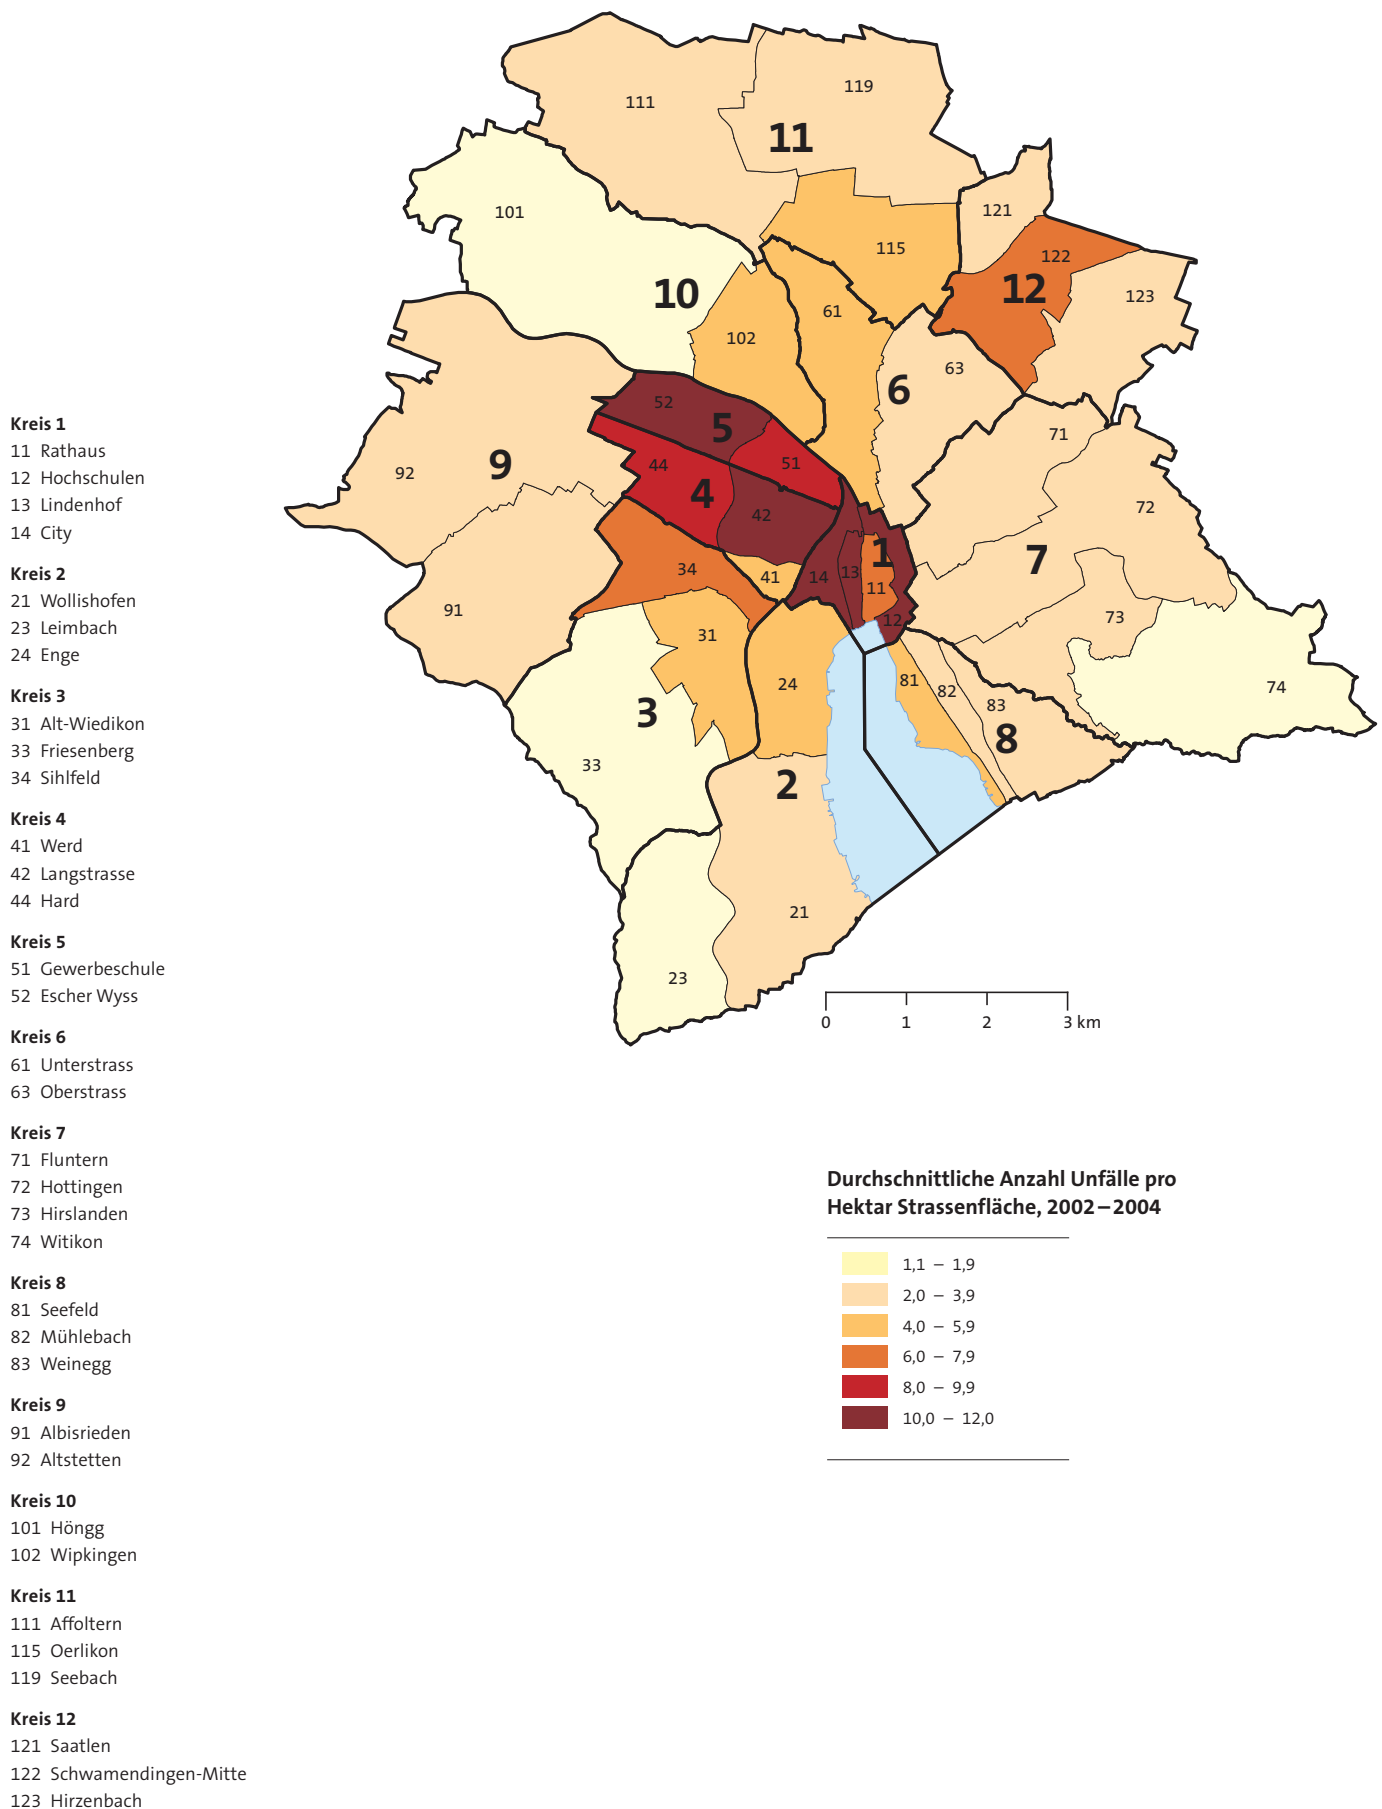 111
119
11
101
121
115
122
10
12
123
61
102
63
6
52
5
71
92
9
44
51
4
72
42
7
1
34
41
14
13
11
91
73
12
31
81
82
74
24
83
3
8
33
2
21
23
0 1 2 3 km
Kreis 1
11 Rathaus
12 Hochschulen
13 Lindenhof
14 City
Kreis 2
21 Wollishofen
23 Leimbach
24 Enge
Kreis 3
31 Alt-Wiedikon
33 Friesenberg
34 Sihlfeld
Kreis 4
41 Werd
42 Langstrasse
44 Hard
Kreis 5
51 Gewerbeschule
52 Escher Wyss
Kreis 6
61 Unterstrass
63 Oberstrass
Kreis 7
71 Fluntern
72 Hottingen
73 Hirslanden
74 Witikon
Kreis 8
81 Seefeld
82 Mühlebach
83 Weinegg
Kreis 9
91 Albisrieden
92 Altstetten
Kreis 10
101 Höngg
102 Wipkingen
Kreis 11
111 Affoltern
115 Oerlikon
119 Seebach
Kreis 12
121 Saatlen
122 Schwamendingen-Mitte
123 Hirzenbach
Durchschnittliche Anzahl Unfälle pro
Hektar Strassenfläche, 2002–2004
1,1 – 1,9
2,0 – 3,9
4,0 – 5,9
6,0 – 7,9
8,0 – 9,9
10,0 – 12,0